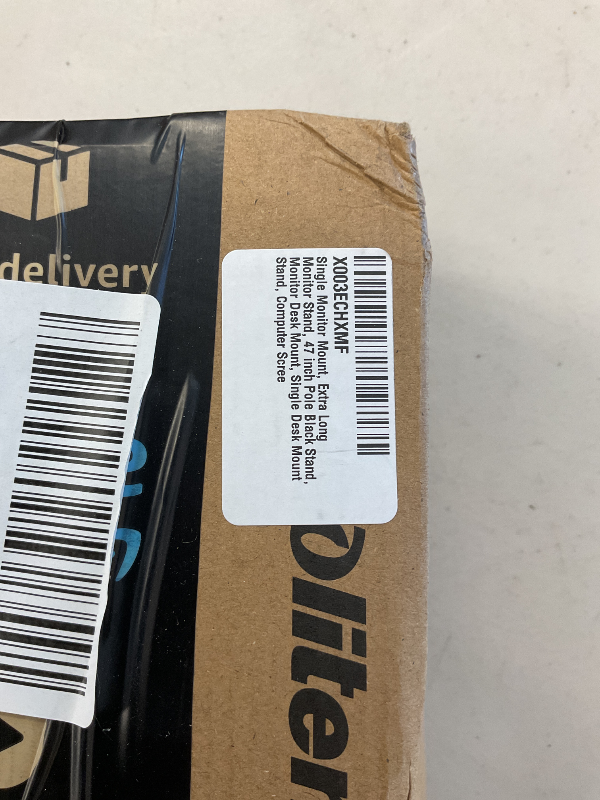 delivery
X003ECHXMF
Single Monitor Mount, Extra Long
Monitor Stand, 47 inch Pole Black Stand,
Monitor Desk Mount, Single Desk Mount
Stand, Computer Scree
oliter